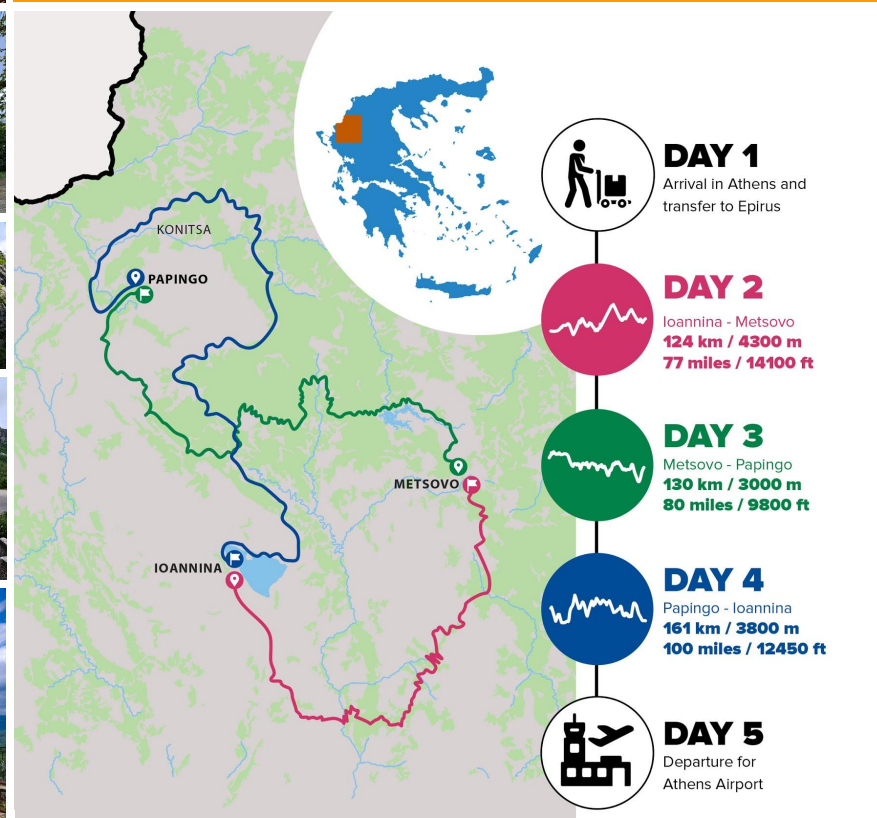 KONITSA
PAPINGO
METSOVO
IOANNINA
DAY 1
Arrival in Athens and
transfer to Epirus
DAY 2
Ioannina - Metsovo
124 km / 4300 m
77 miles / 14100 ft
DAY 3
Metsovo - Papingo
130 km / 3000 m
80 miles / 9800 ft
DAY 4
Papingo - Ioannina
161 km / 3800 m
100 miles / 12450 ft
DAY 5
Departure for
Athens Airport